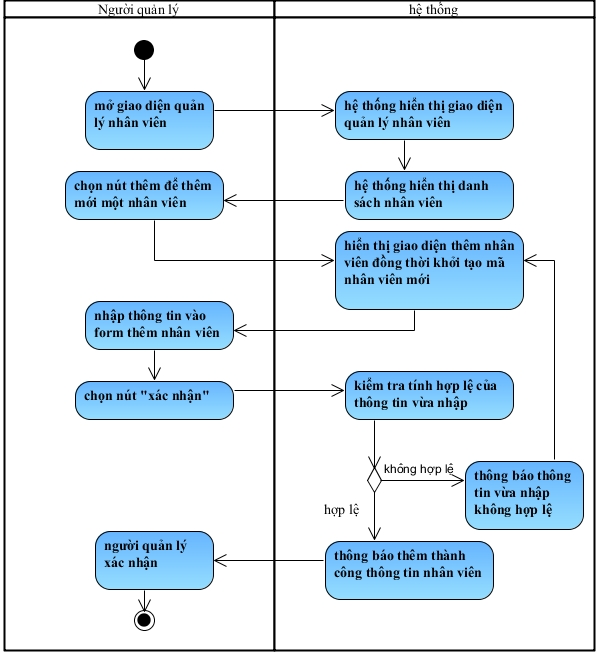 Người quản lý
hệ thống
mở giao diện quản
lý nhân viên
hệ thống hiển thị giao diện
quản lý nhân viên
chọn nút thêm để thêm
mới một nhân viên
hệ thống hiển thị danh
sách nhân viên
hiển thị giao diện thêm nhân
viên đồng thời khởi tạo mã
nhân viên mới
nhập thông tin vào
form thêm nhân viên
chọn nút "xác nhận"
kiểm tra tính hợp lệ của
thông tin vừa nhập
không hợp lệ
thông báo thông
tin vừa nhập
không hợp lệ
hợp lệ
người quản lý
xác nhận
thông báo thêm thành
công thông tin nhân viên